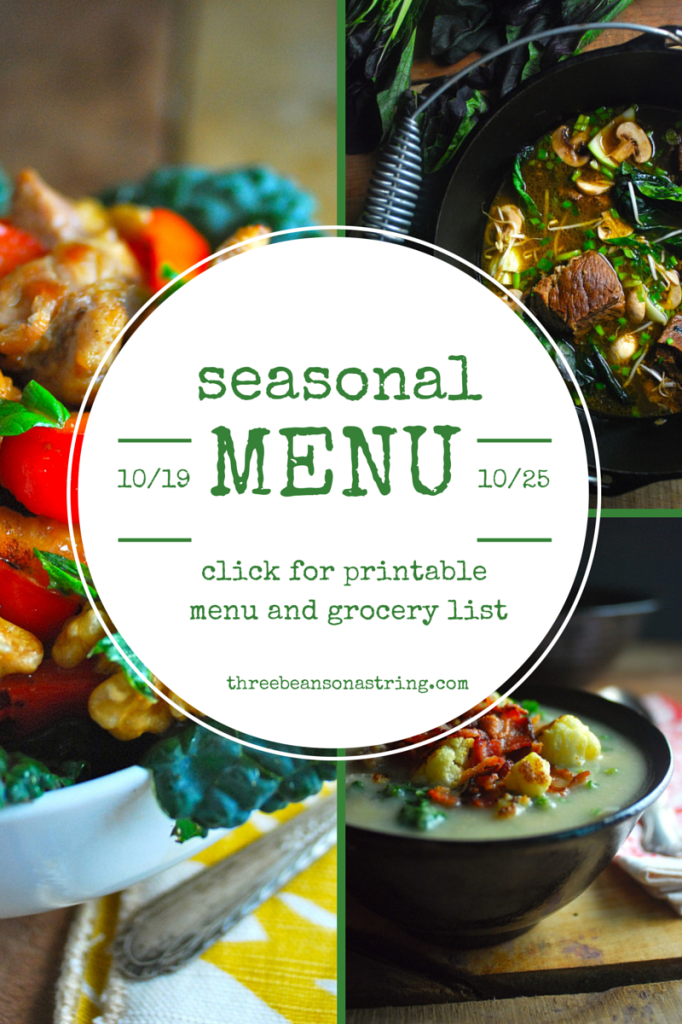 seasonal
10/19 MENU 10/25
click for printable
menu and grocery list
threebeansonastring.com